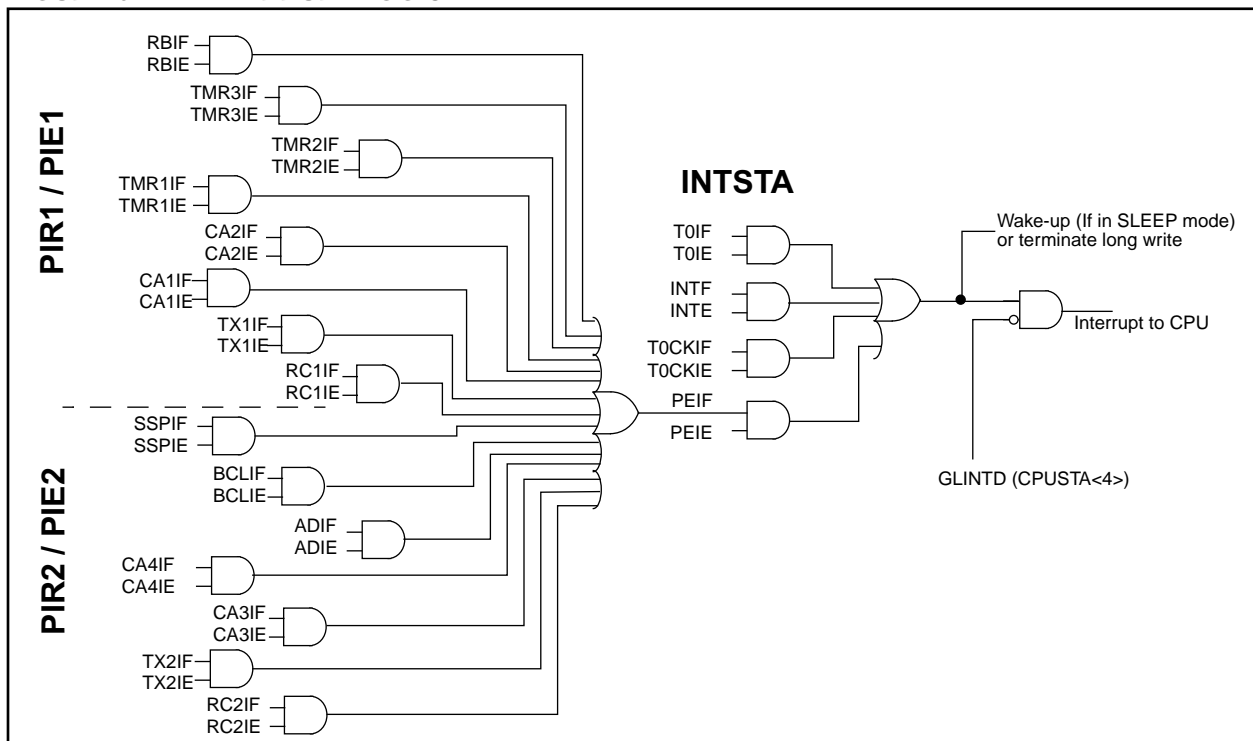 RBIF
RBIE
TMR3IF
TMR3IE
TMR2IF
TMR2IE
TMR1IF
TMR1IE
CA2IF
CA2IE
CA1IF
CA1IE
TX1IF
TX1IE
RC1IF
RC1IE
PIR1 / PIE1
SSPIF
SSPIE
BCLIF
BCLIE
ADIF
ADIE
CA4IF
CA4IE
CA3IF
CA3IE
TX2IF
TX2IE
RC2IF
RC2IE
PIR2 / PIE2
INTSTA
T0IF
T0IE
INTF
INTE
T0CKIF
T0CKIE
PEIF
PEIE
Wake-up (If in SLEEP mode)
or terminate long write
Interrupt to CPU
GLINTD (CPUSTA<4>)